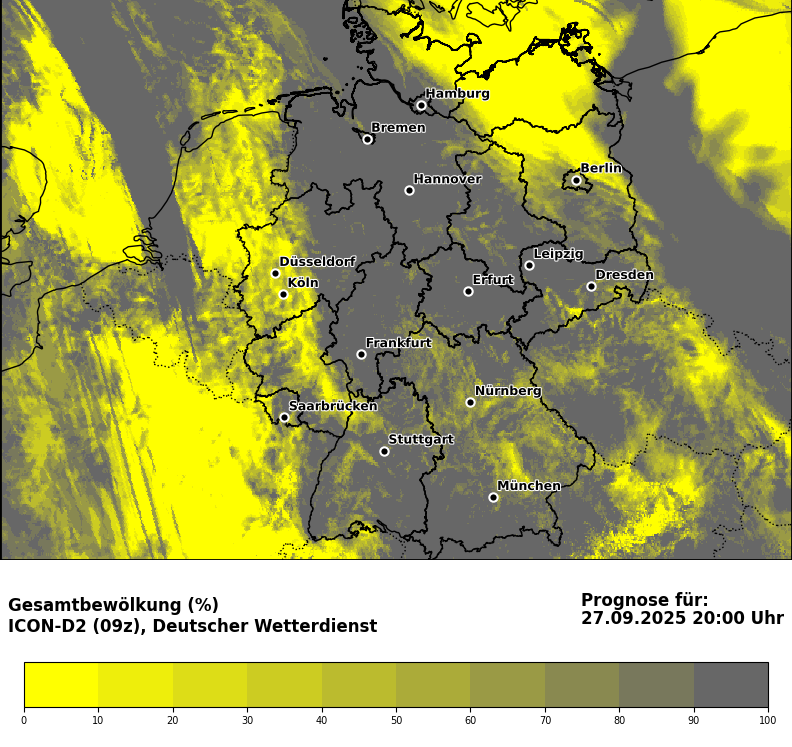 Hamburg
Bremen
Berlin
Hannover
Düsseldorf
Köln
Leipzig
Erfurt
Dresden
Frankfurt
Nürnberg
Saarbrücken
Stuttgart
München
Gesamtbewölkung (%)
ICON-D2 (09z), Deutscher Wetterdienst
Prognose für:
27.09.2025 20:00 Uhr
0 10 20 30 40 50 60 70 80 90 100